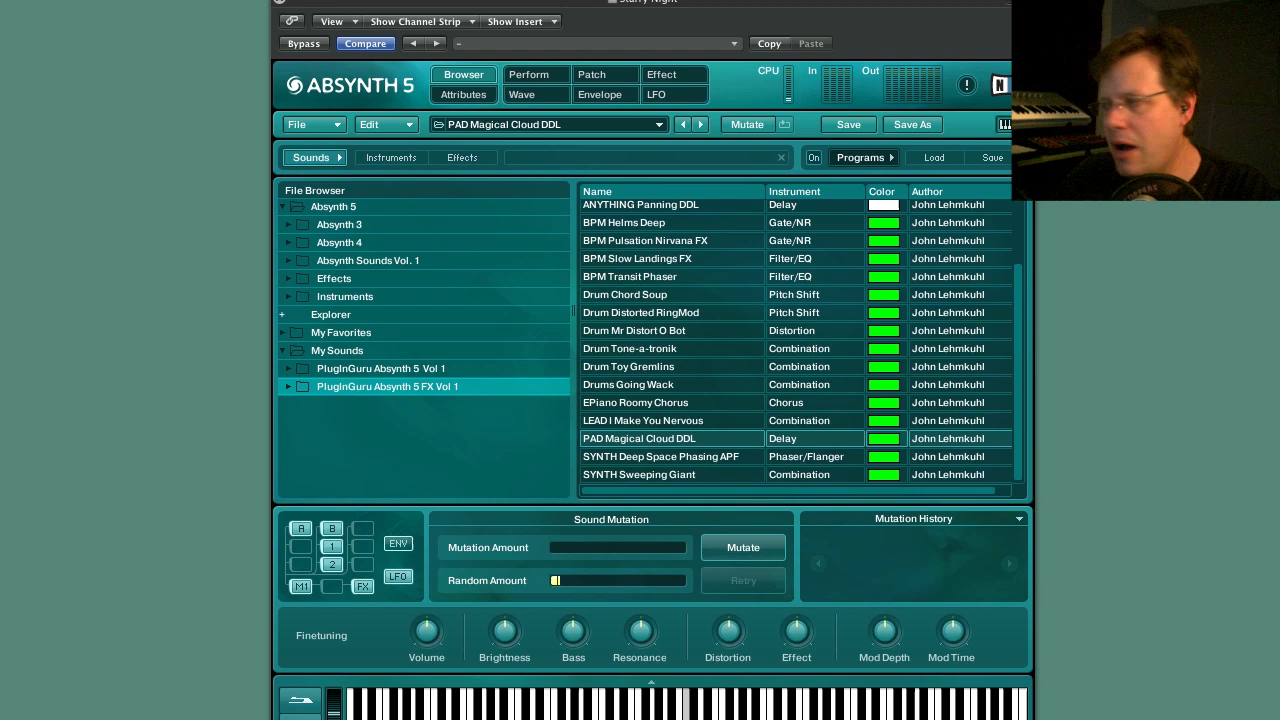 Starry Night
View Show Channel Strip Show Insert
Bypass Compare - Copy Paste
ABSYNTH 5 Browser Perform Patch Effect CPU In Out ! N
Attributes Wave Envelope LFO
File Edit PAD Magical Cloud DDL Mutate Save Save As
Sounds Instruments Effects On Programs Load Save
File Browser
Absynth 5
Absynth 3
Absynth 4
Absynth Sounds Vol. 1
Effects
Instruments
+ Explorer
My Favorites
My Sounds
PlugInGuru Absynth 5 Vol 1
PlugInGuru Absynth 5 FX Vol 1
Name Instrument Color Author
ANYTHING Panning DDL Delay John Lehmkuhl
BPM Helms Deep Gate/NR John Lehmkuhl
BPM Pulsation Nirvana FX Gate/NR John Lehmkuhl
BPM Slow Landings FX Filter/EQ John Lehmkuhl
BPM Transit Phaser Filter/EQ John Lehmkuhl
Drum Chord Soup Pitch Shift John Lehmkuhl
Drum Distorted RingMod Pitch Shift John Lehmkuhl
Drum Mr Distort O Bot Distortion John Lehmkuhl
Drum Tone-a-tronik Combination John Lehmkuhl
Drum Toy Gremlins Combination John Lehmkuhl
Drums Going Wack Combination John Lehmkuhl
EPiano Roomy Chorus Chorus John Lehmkuhl
LEAD I Make You Nervous Combination John Lehmkuhl
PAD Magical Cloud DDL Delay John Lehmkuhl
SYNTH Deep Space Phasing APF Phaser/Flanger John Lehmkuhl
SYNTH Sweeping Giant Combination John Lehmkuhl
A B
1 ENV
2
M1 FX LFO
Sound Mutation
Mutation Amount Mutate
Random Amount Retry
Mutation History
Finetuning Volume Brightness Bass Resonance Distortion Effect Mod Depth Mod Time